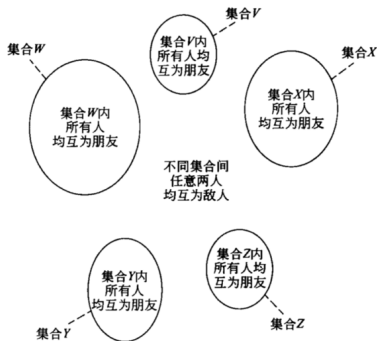 集合V
集合V内
所有人均
互为朋友
集合W
集合W内
所有人
均互为朋友
集合X
集合X内
所有人
均互为朋友
不同集合间
任意两人
均互为敌人
集合Y内
所有人
均互为朋友
集合Y
集合Z内
所有人均
互为朋友
集合Z